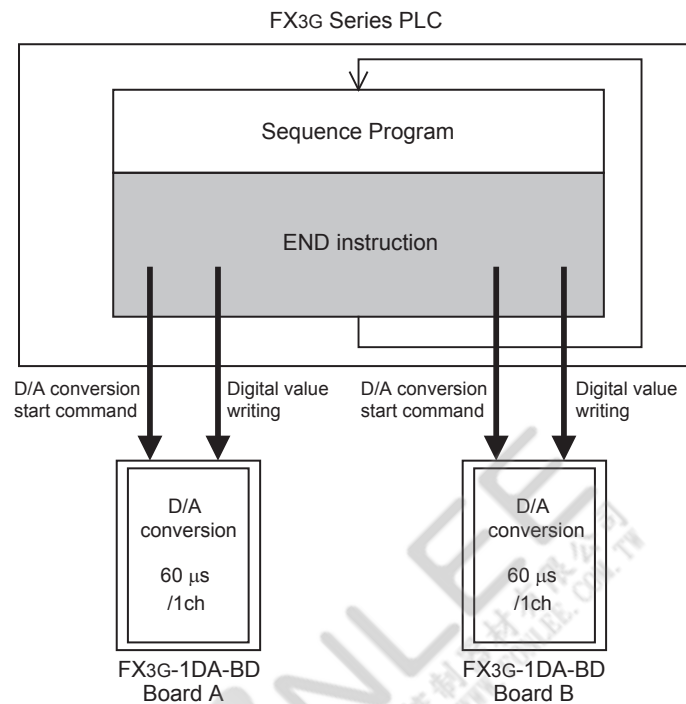 FX3G Series PLC
Sequence Program
END instruction
D/A conversion
start command
Digital value
writing
D/A conversion
start command
Digital value
writing
D/A
conversion
60 μs
/1ch
D/A
conversion
60 μs
/1ch
FX3G-1DA-BD
Board A
FX3G-1DA-BD
Board B